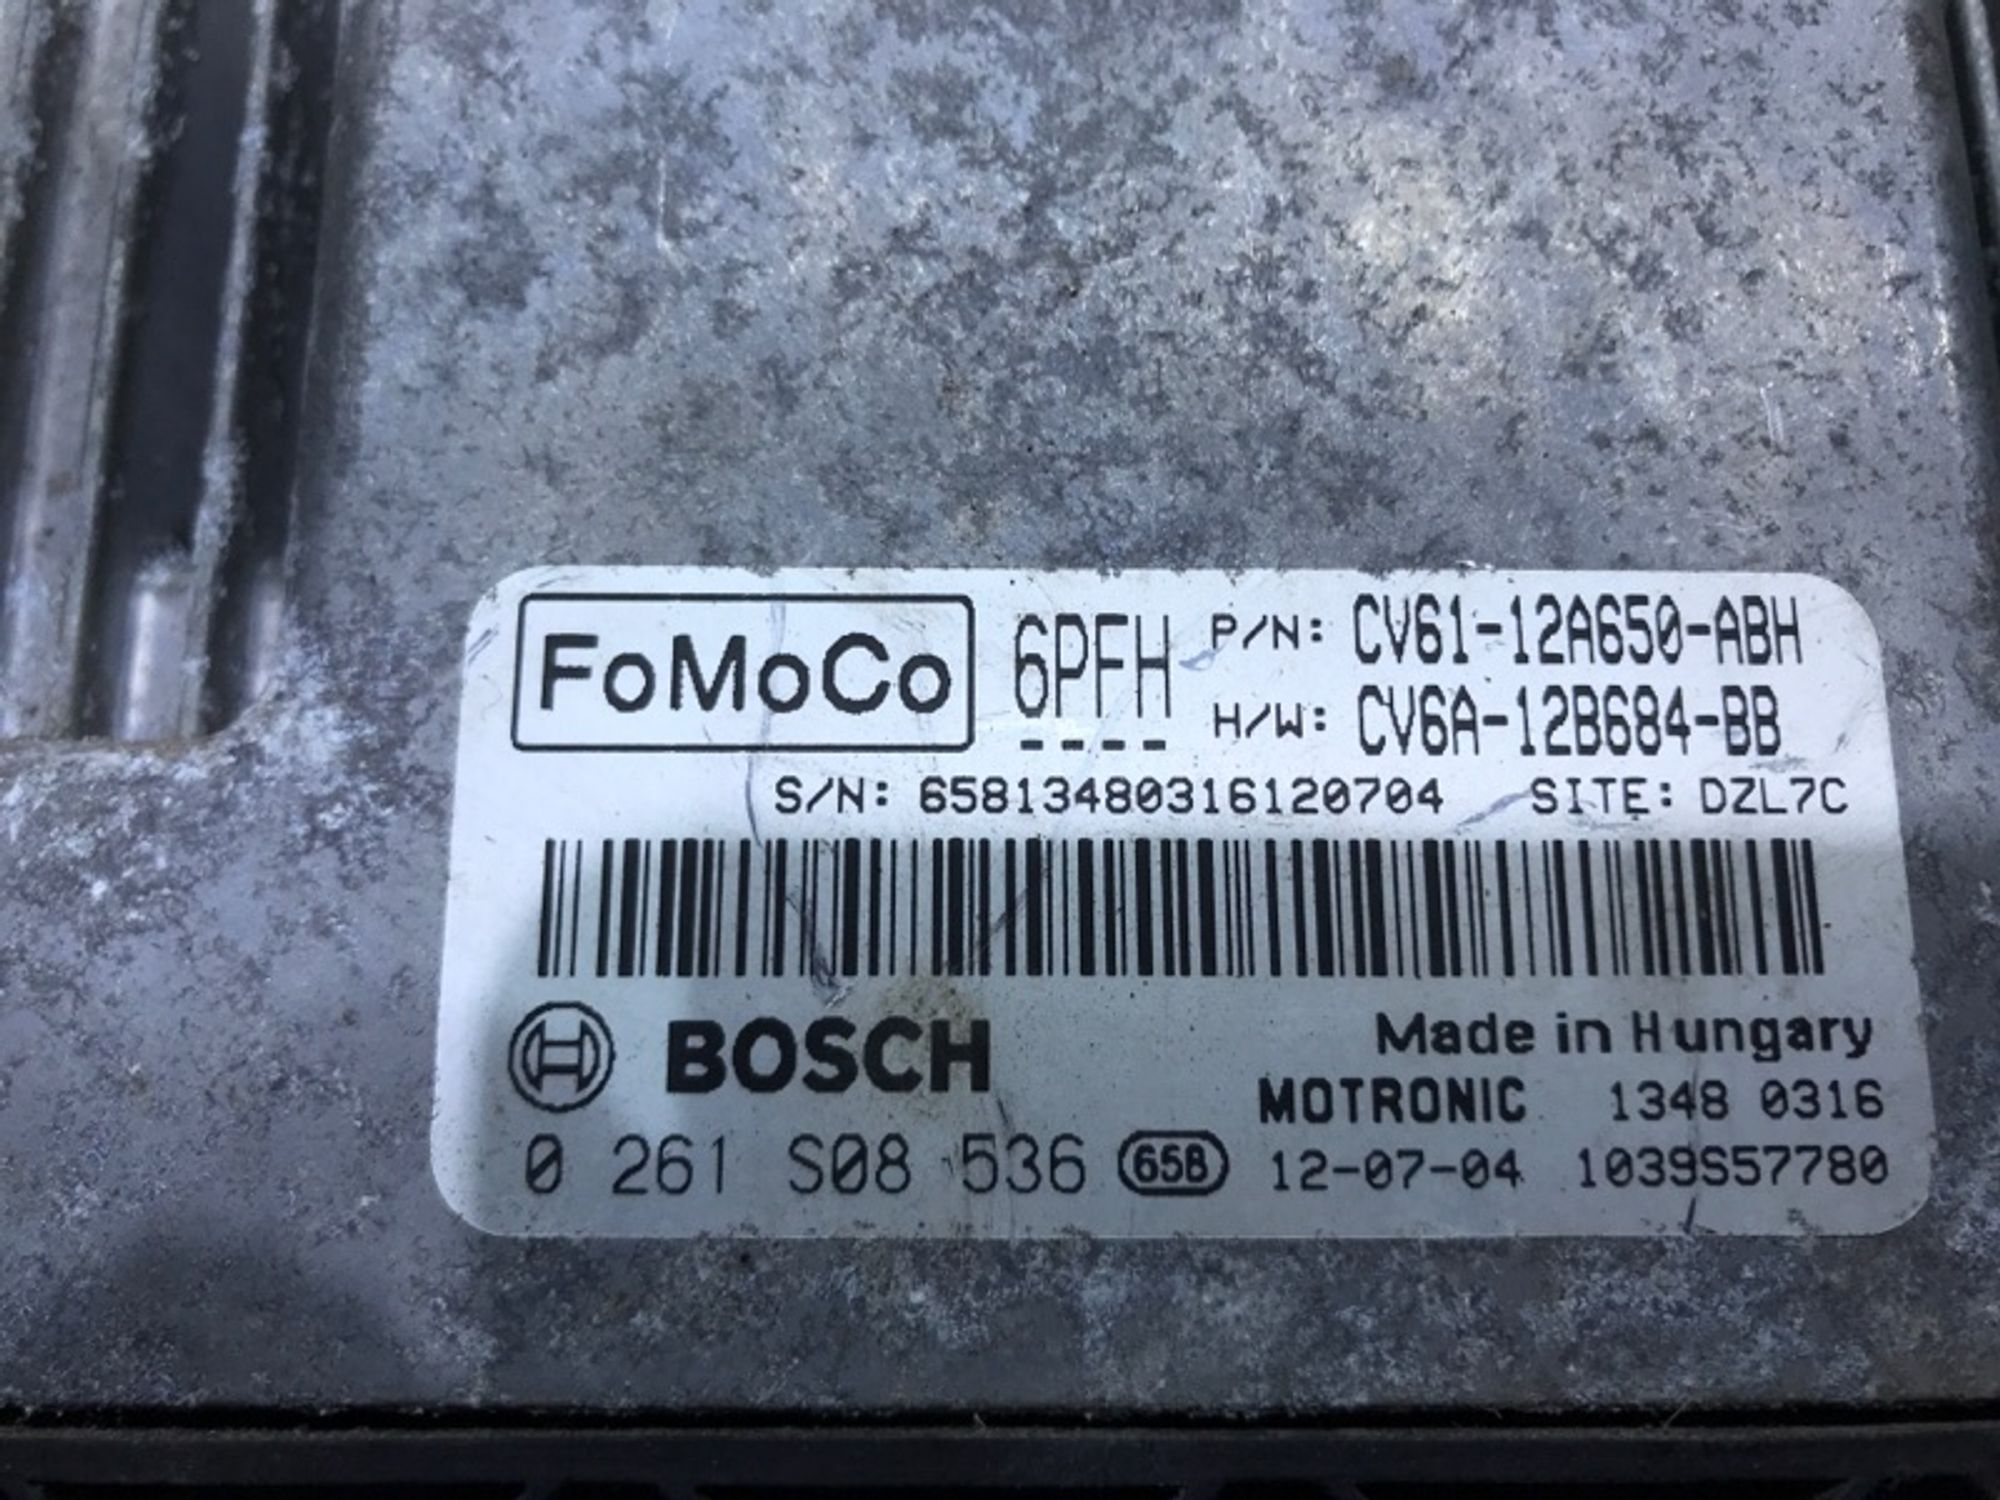 FoMoCo 6PFH P/N: CV61-12A650-ABH
---- H/W: CV6A-12B684-BB
S/N: 65813480316120704 SITE: DZL7C
BOSCH Made in Hungary
MOTRONIC 1348 0316
0 261 S08 536 65B 12-07-04 1039S57780